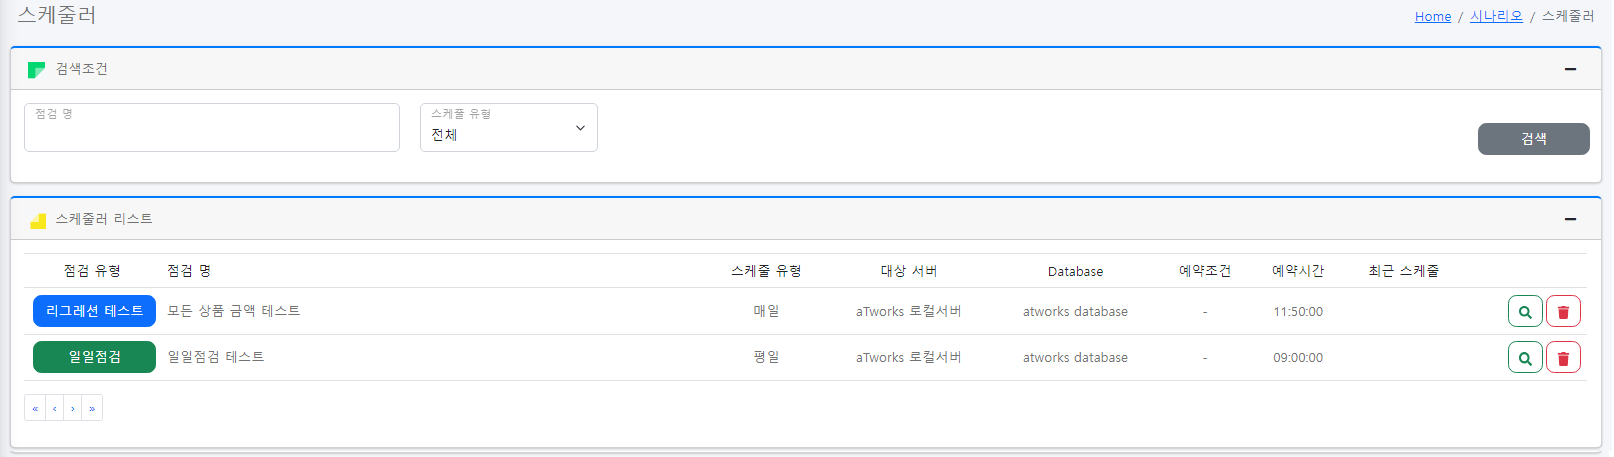 스케줄러
Home / 시나리오 / 스케줄러
검색조건
점검 명
스케줄 유형
전체
검색
스케줄러 리스트
점검 유형 점검 명 스케줄 유형 대상 서버 Database 예약조건 예약시간 최근 스케줄
리그레션 테스트 모든 상품 금액 테스트 매일 aTworks 로컬서버 atworks database - 11:50:00
일일점검 일일점검 테스트 평일 aTworks 로컬서버 atworks database - 09:00:00
« ‹ › »